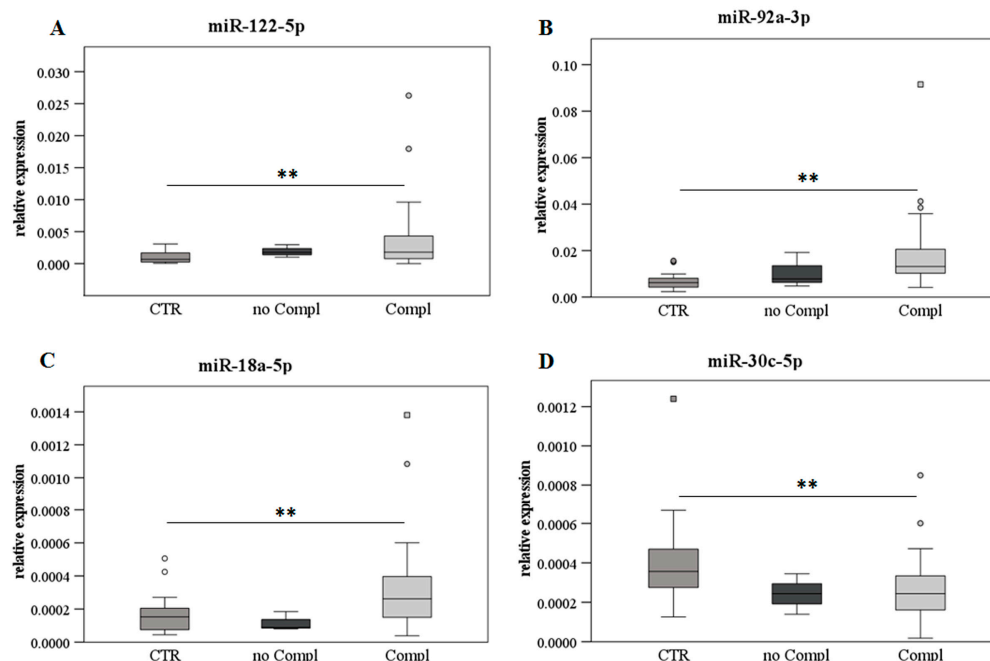 A
miR-122-5p
relative expression
0.030
0.025
0.020
0.015
0.010
0.005
0.000
**
CTR no Compl Compl
B
miR-92a-3p
relative expression
0.10
0.08
0.06
0.04
0.02
0.00
**
CTR no Compl Compl
C
miR-18a-5p
relative expression
0.0014
0.0012
0.0010
0.0008
0.0006
0.0004
0.0002
0.0000
**
CTR no Compl Compl
D
miR-30c-5p
relative expression
0.0012
0.0010
0.0008
0.0006
0.0004
0.0002
0.0000
**
CTR no Compl Compl